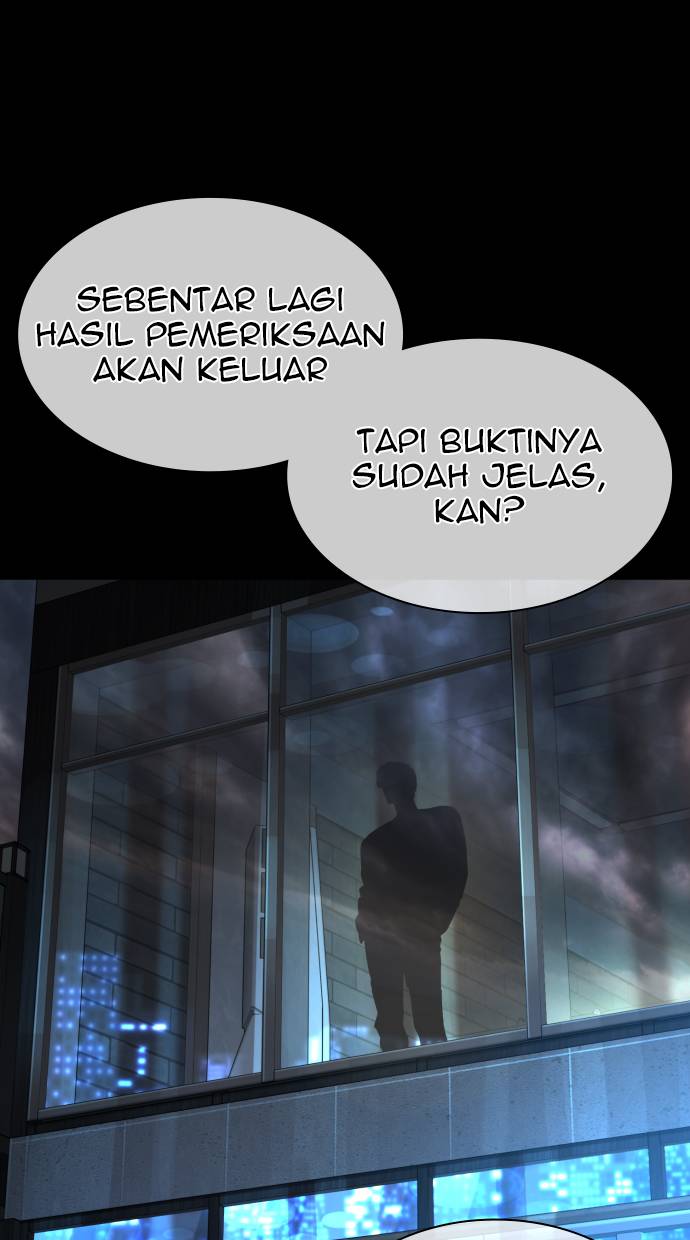 SEBENTAR LAGI
HASIL PEMERIKSAAN
AKAN KELUAR
TAPI BUKTINYA
SUDAH JELAS,
KAN?